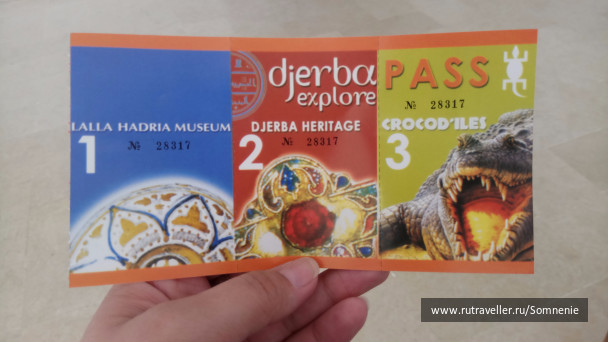 LALLA HADRIA MUSEUM
1
№ 28317
djerba
explore
DJERBA HERITAGE
2
№ 28317
PASS
№ 28317
CROCOD'ILES
3
www.rutraveller.ru/Somnenie